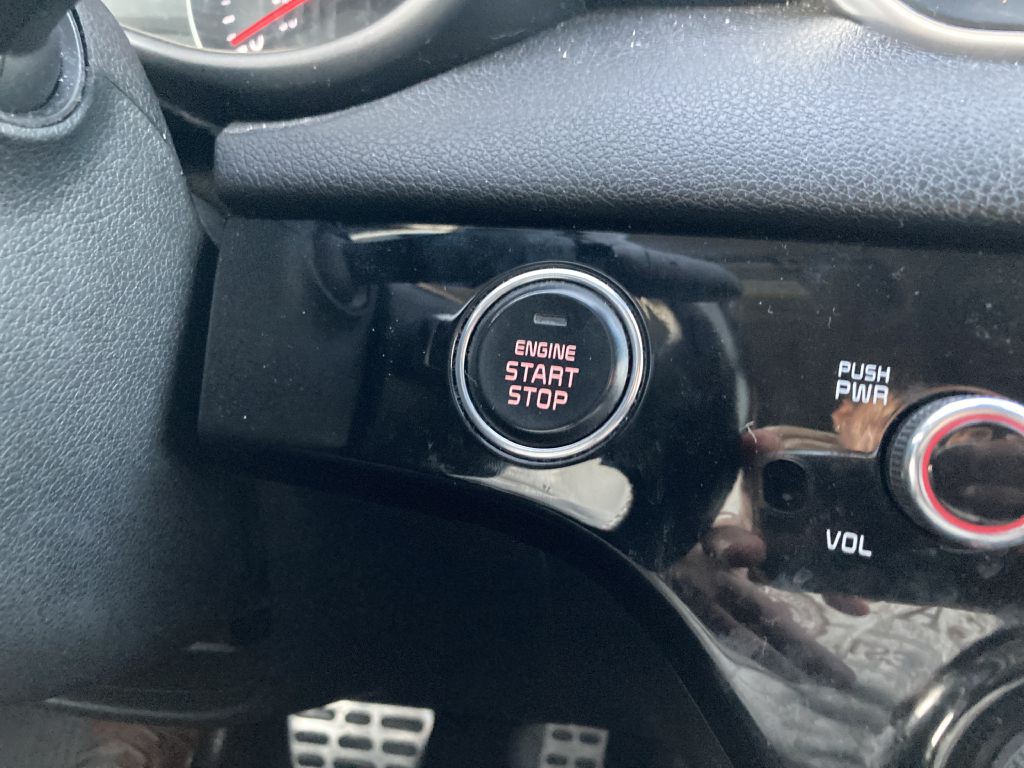 ENGINE
START
STOP
PUSH
PWR
VOL